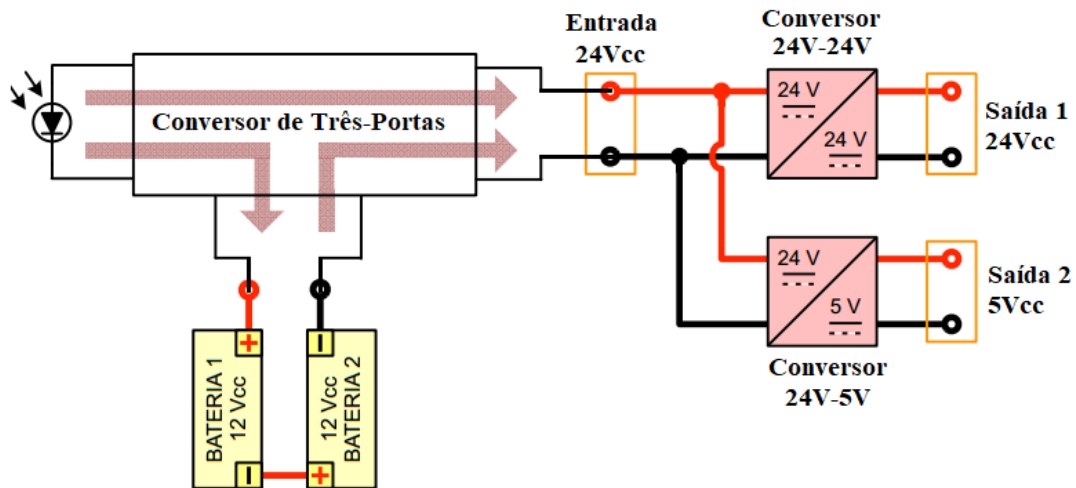 Entrada
24Vcc
Conversor
24V-24V
Conversor de Três-Portas
24 V
24 V
Saída 1
24Vcc
24 V
5 V
Saída 2
5Vcc
Conversor
24V-5V
+
BATERIA 1
12 Vcc
−
−
12 Vcc
BATERIA 2
+